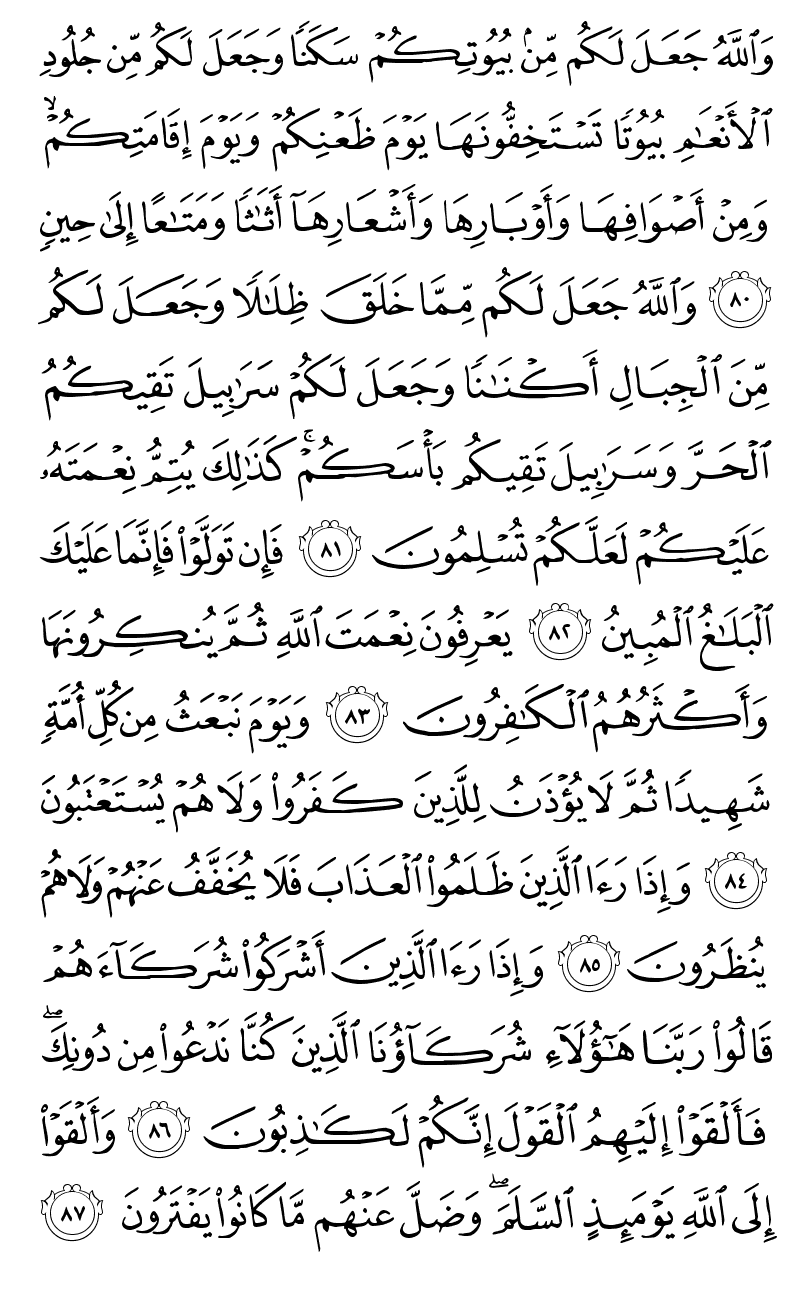 وَٱللَّهُ جَعَلَ لَكُم مِّنۢ بُيُوتِكُمْ سَكَنًا وَجَعَلَ لَكُم مِّن جُلُودِ
ٱلْأَنْعَٰمِ بُيُوتًا تَسْتَخِفُّونَهَا يَوْمَ ظَعْنِكُمْ وَيَوْمَ إِقَامَتِكُمْ ۙ
وَمِنْ أَصْوَافِهَا وَأَوْبَارِهَا وَأَشْعَارِهَآ أَثَٰثًا وَمَتَٰعًا إِلَىٰ حِينٍ
٨٠ وَٱللَّهُ جَعَلَ لَكُم مِّمَّا خَلَقَ ظِلَٰلًا وَجَعَلَ لَكُم
مِّنَ ٱلْجِبَالِ أَكْنَٰنًا وَجَعَلَ لَكُمْ سَرَٰبِيلَ تَقِيكُمُ
ٱلْحَرَّ وَسَرَٰبِيلَ تَقِيكُم بَأْسَكُمْ ۚ كَذَٰلِكَ يُتِمُّ نِعْمَتَهُۥ
عَلَيْكُمْ لَعَلَّكُمْ تُسْلِمُونَ ٨١ فَإِن تَوَلَّوْا۟ فَإِنَّمَا عَلَيْكَ
ٱلْبَلَٰغُ ٱلْمُبِينُ ٨٢ يَعْرِفُونَ نِعْمَتَ ٱللَّهِ ثُمَّ يُنكِرُونَهَا
وَأَكْثَرُهُمُ ٱلْكَٰفِرُونَ ٨٣ وَيَوْمَ نَبْعَثُ مِن كُلِّ أُمَّةٍ
شَهِيدًا ثُمَّ لَا يُؤْذَنُ لِلَّذِينَ كَفَرُوا۟ وَلَا هُمْ يُسْتَعْتَبُونَ
٨٤ وَإِذَا رَءَا ٱلَّذِينَ ظَلَمُوا۟ ٱلْعَذَابَ فَلَا يُخَفَّفُ عَنْهُمْ وَلَا هُمْ
يُنظَرُونَ ٨٥ وَإِذَا رَءَا ٱلَّذِينَ أَشْرَكُوا۟ شُرَكَآءَهُمْ
قَالُوا۟ رَبَّنَا هَٰٓؤُلَآءِ شُرَكَآؤُنَا ٱلَّذِينَ كُنَّا نَدْعُوا۟ مِن دُونِكَ ۖ
فَأَلْقَوْا۟ إِلَيْهِمُ ٱلْقَوْلَ إِنَّكُمْ لَكَٰذِبُونَ ٨٦ وَأَلْقَوْا۟
إِلَى ٱللَّهِ يَوْمَئِذٍ ٱلسَّلَمَ ۖ وَضَلَّ عَنْهُم مَّا كَانُوا۟ يَفْتَرُونَ ٨٧